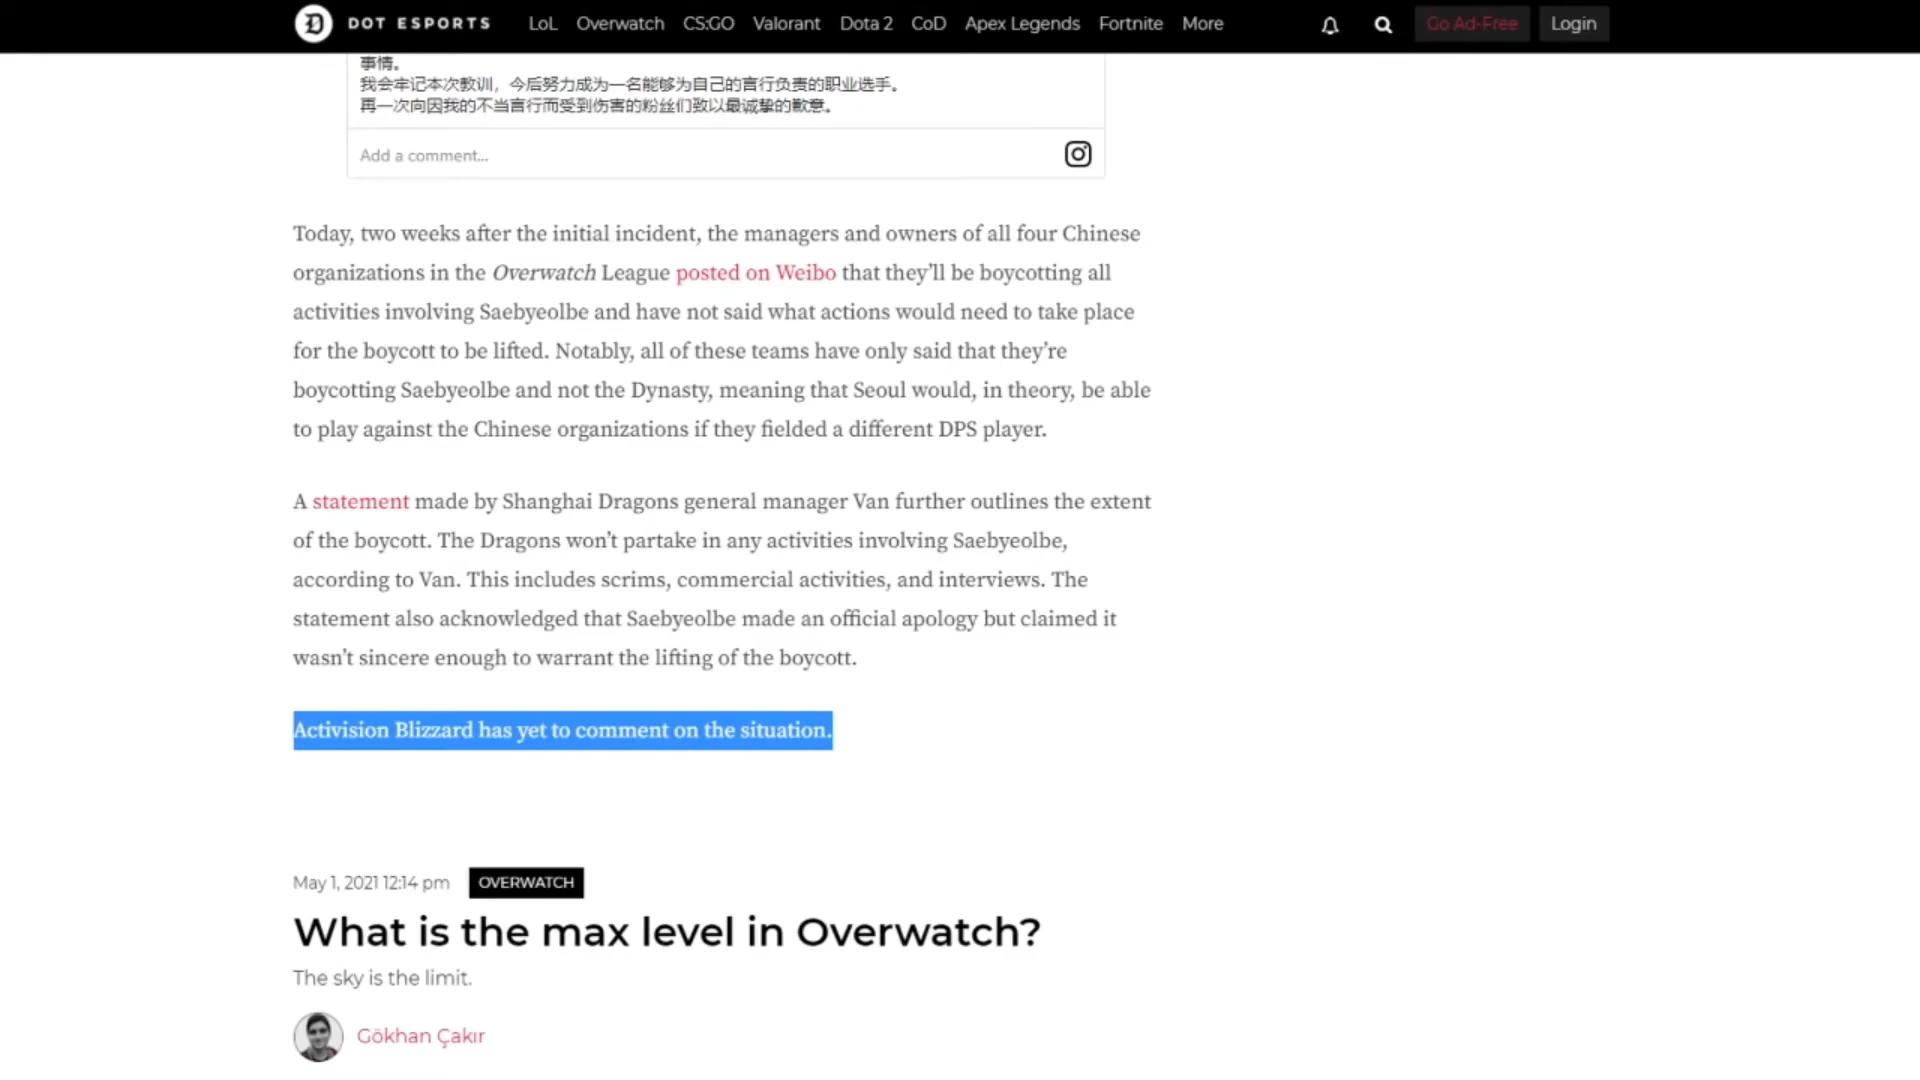 DOT ESPORTS LoL Overwatch CS:GO Valorant Dota 2 CoD Apex Legends Fortnite More Go Ad-Free Login
事情。
我会牢记本次教训，今后努力成为一名能够为自己的言行负责的职业选手。
再一次向因我的不当言行而受到伤害的粉丝们致以最诚挚的歉意。
Add a comment...
Today, two weeks after the initial incident, the managers and owners of all four Chinese
organizations in the Overwatch League posted on Weibo that they’ll be boycotting all
activities involving Saebyeolbe and have not said what actions would need to take place
for the boycott to be lifted. Notably, all of these teams have only said that they’re
boycotting Saebyeolbe and not the Dynasty, meaning that Seoul would, in theory, be able
to play against the Chinese organizations if they fielded a different DPS player.
A statement made by Shanghai Dragons general manager Van further outlines the extent
of the boycott. The Dragons won’t partake in any activities involving Saebyeolbe,
according to Van. This includes scrims, commercial activities, and interviews. The
statement also acknowledged that Saebyeolbe made an official apology but claimed it
wasn’t sincere enough to warrant the lifting of the boycott.
Activision Blizzard has yet to comment on the situation.
May 1, 2021 12:14 pm OVERWATCH
What is the max level in Overwatch?
The sky is the limit.
Gökhan Çakır